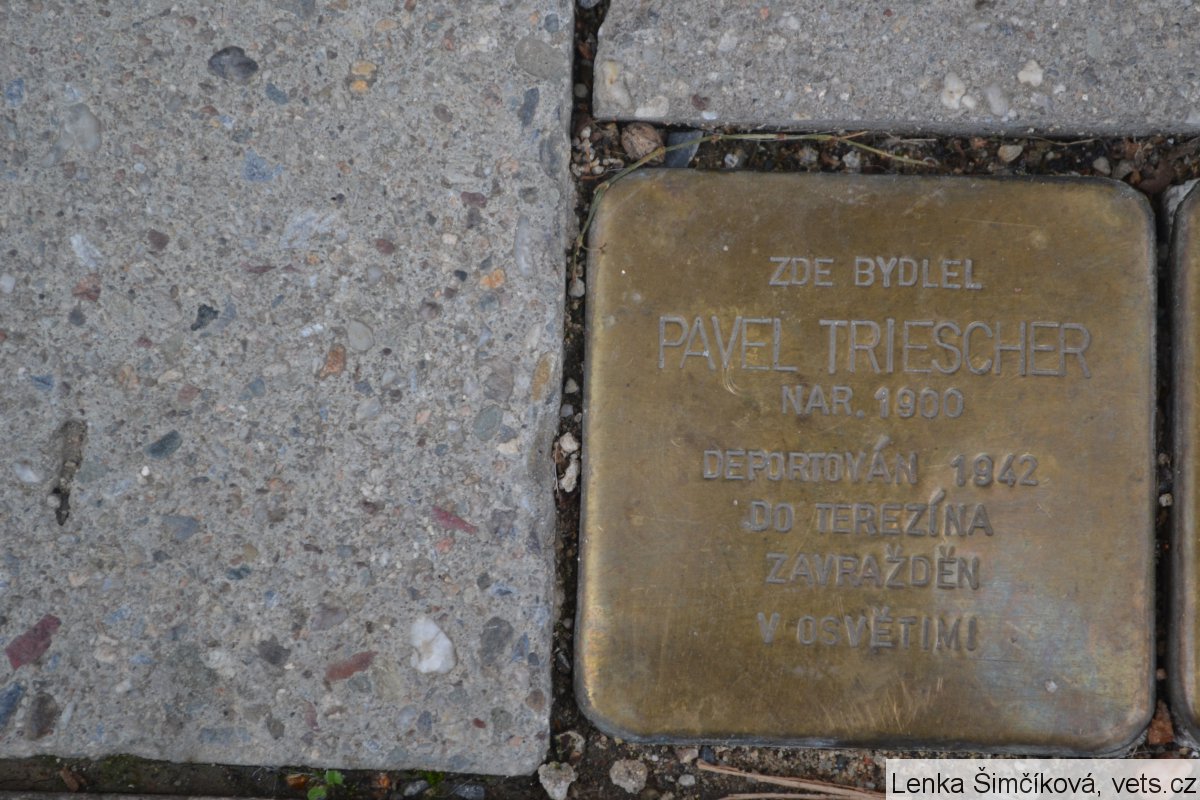 ZDE BYDLEL
PAVEL TRIESCHER
NAR. 1900
DEPORTOVÁN 1942
DO TEREZÍNA
ZAVRAŽDĚN
V OSVĚTIMI
Lenka Šimčíková, vets.cz